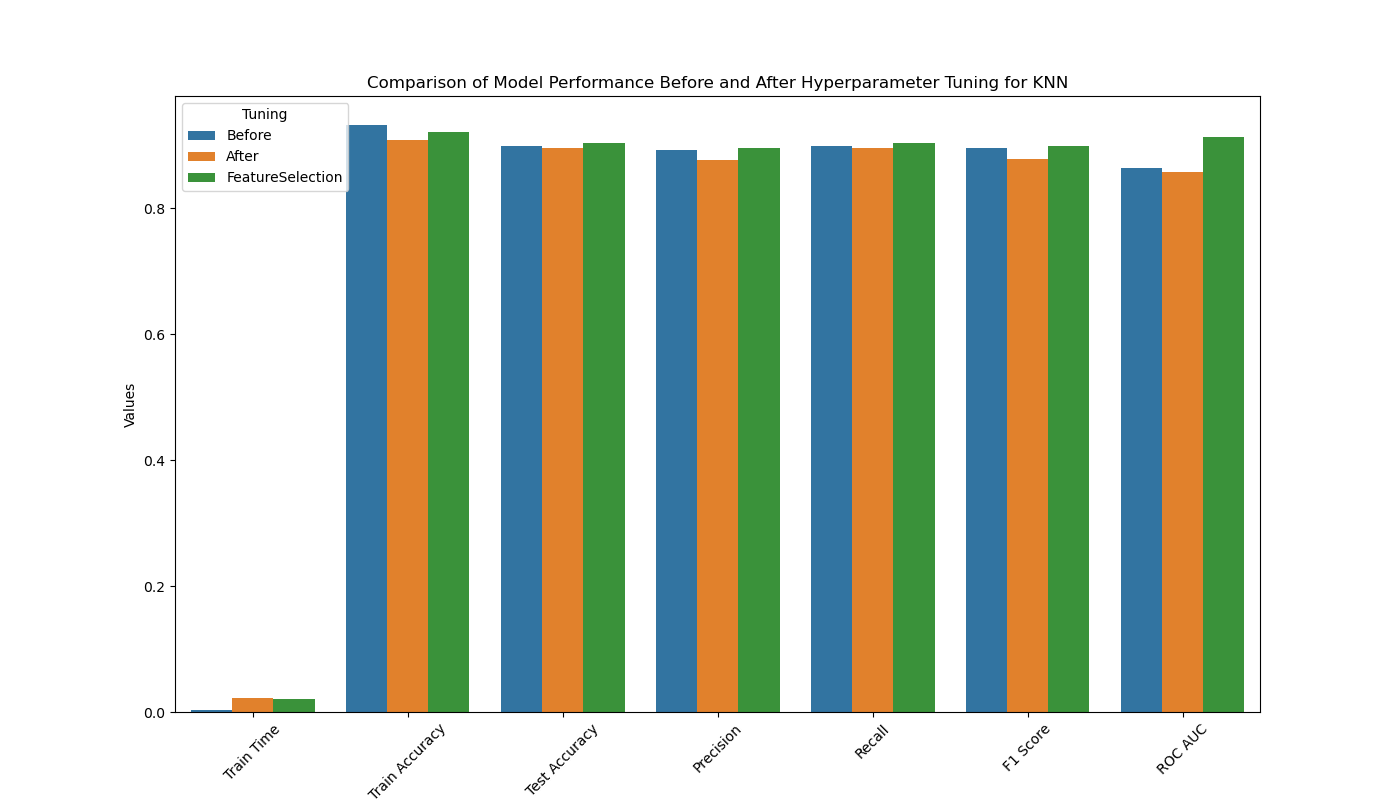 Comparison of Model Performance Before and After Hyperparameter Tuning for KNN
Tuning
Before
After
FeatureSelection
Values
0.8
0.6
0.4
0.2
0.0
Train Time
Train Accuracy
Test Accuracy
Precision
Recall
F1 Score
ROC AUC